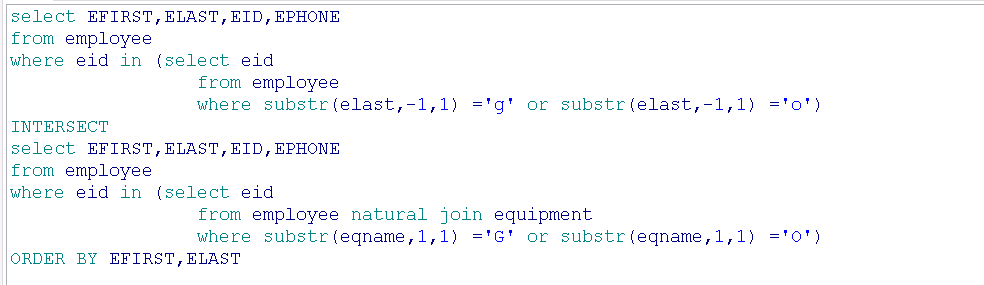 select EFIRST,ELAST,EID,EPHONE
from employee
where eid in (select eid
from employee
where substr(elast,-1,1) ='g' or substr(elast,-1,1) ='o')
INTERSECT
select EFIRST,ELAST,EID,EPHONE
from employee
where eid in (select eid
from employee natural join equipment
where substr(eqname,1,1) ='G' or substr(eqname,1,1) ='O')
ORDER BY EFIRST,ELAST